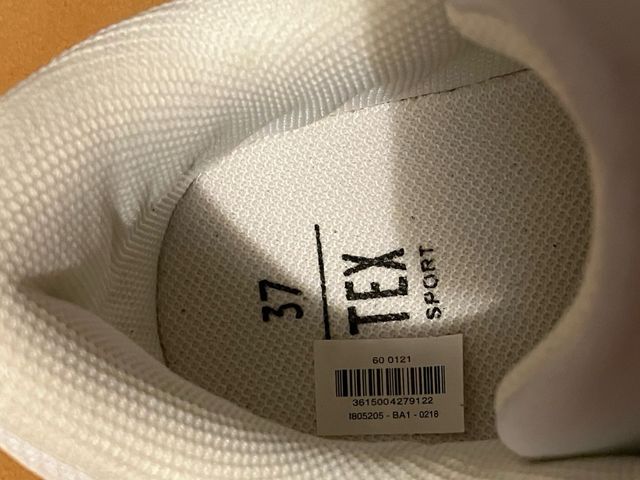 37
TEX
SPORT
60 0121
3615004279122
I805205 - BA1 - 0218